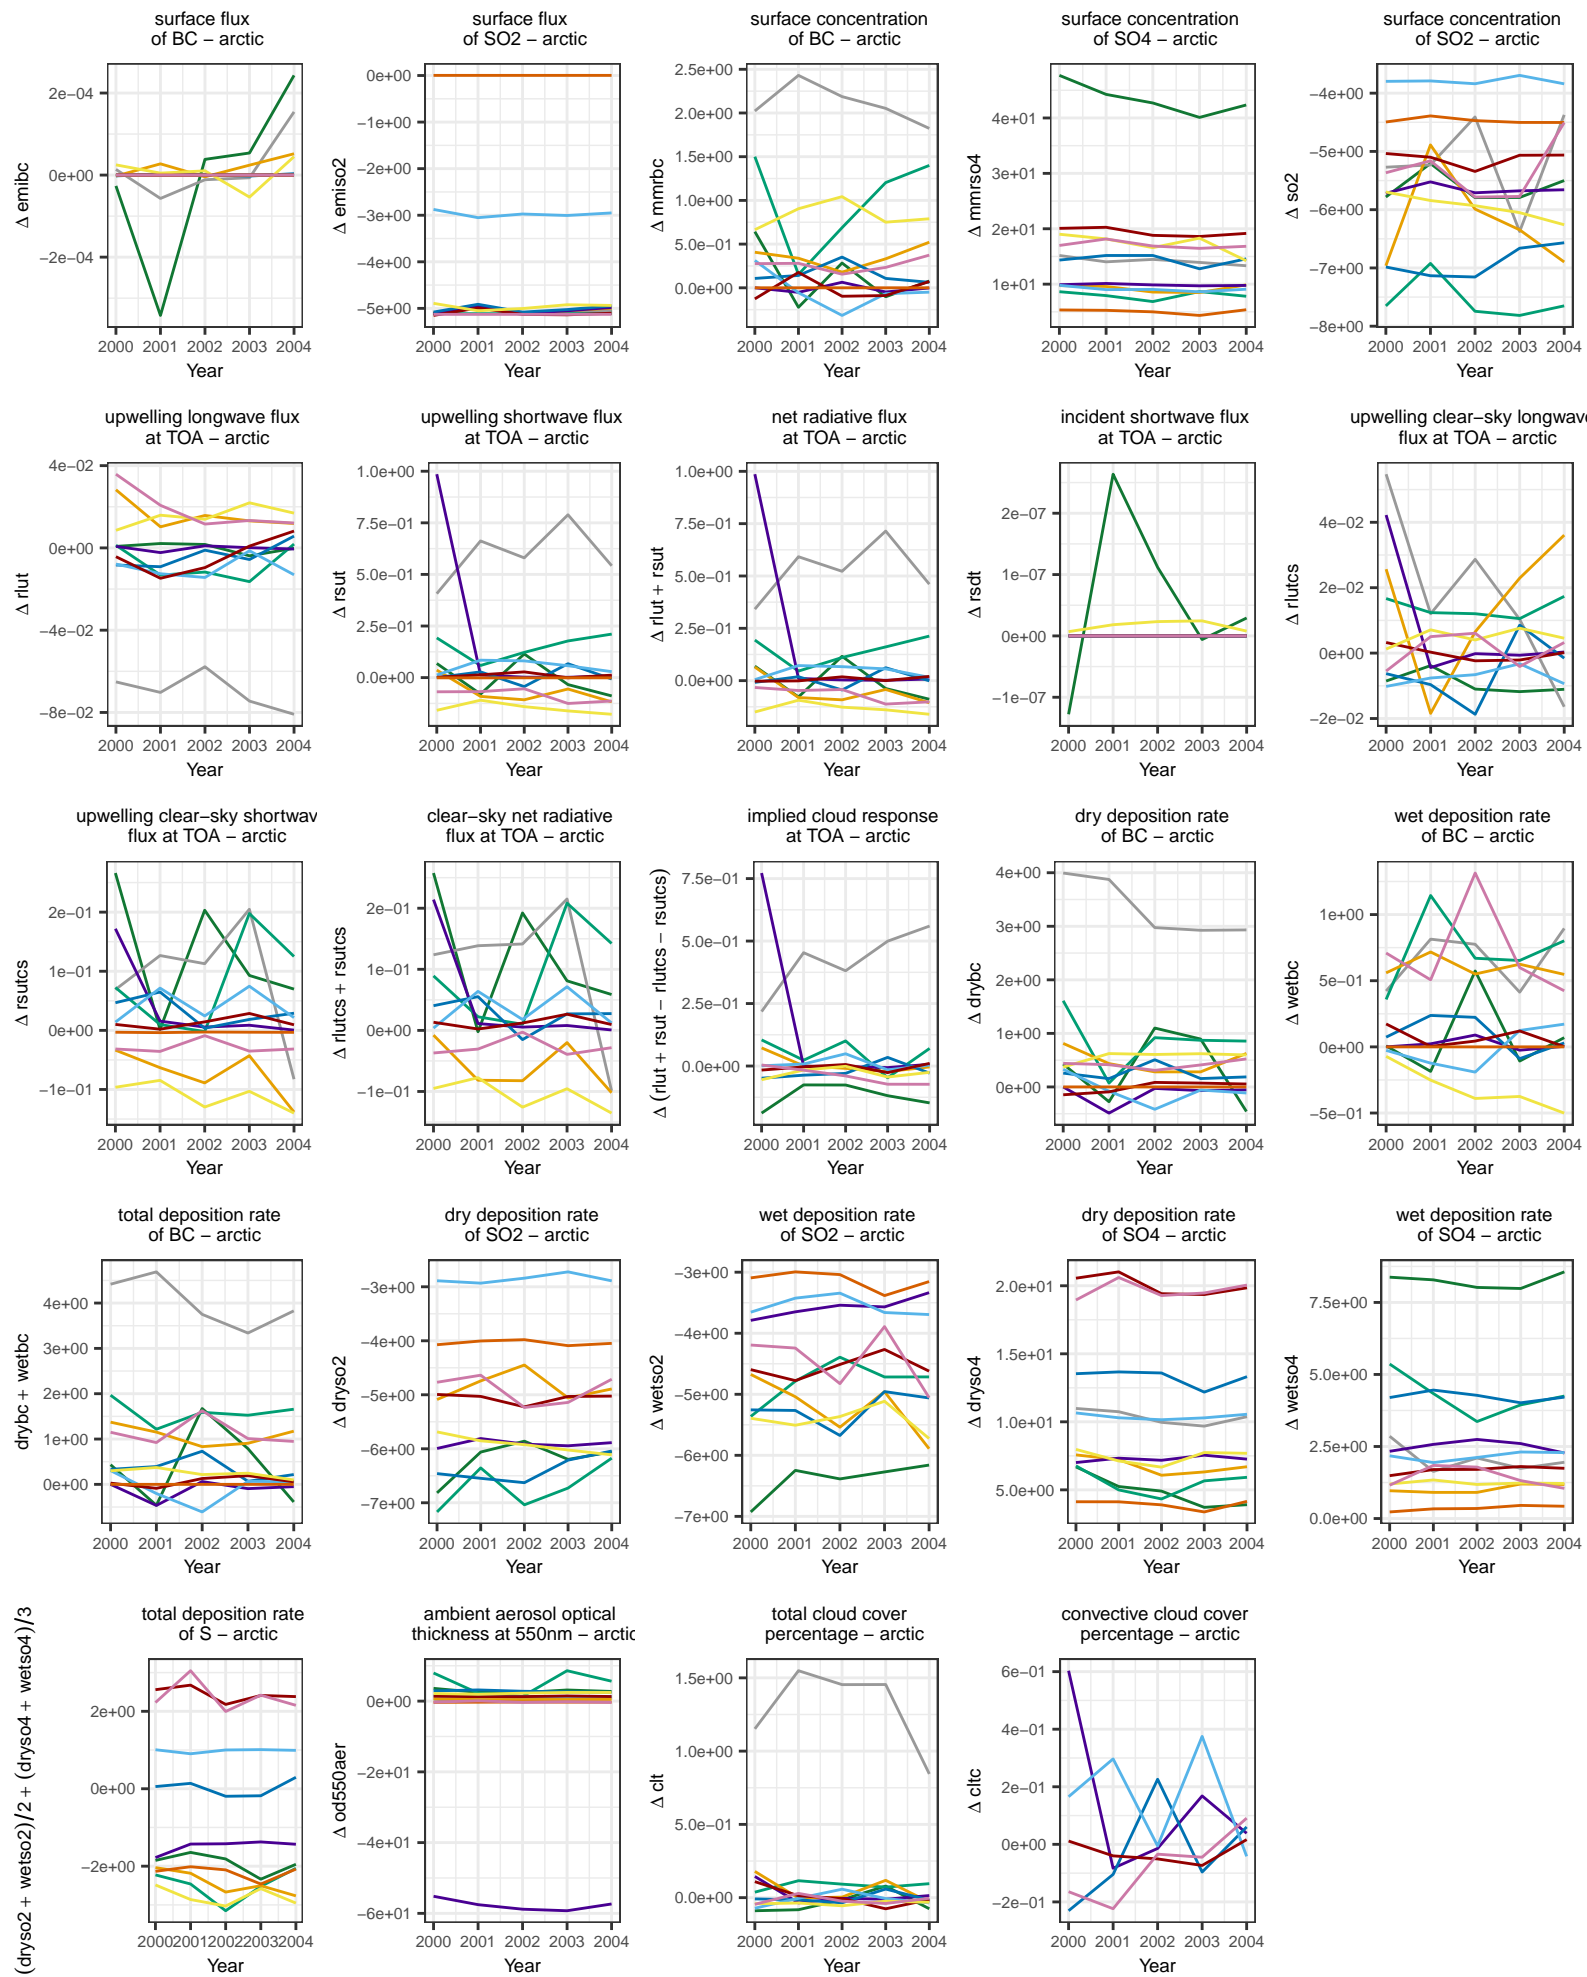 surface flux
of BC − arctic
Δ emibc
2e−04
0e+00
−2e−04
2000 2001 2002 2003 2004
Year
surface flux
of SO2 − arctic
Δ emiso2
0e+00
−1e+00
−2e+00
−3e+00
−4e+00
−5e+00
2000 2001 2002 2003 2004
Year
surface concentration
of BC − arctic
Δ mmrbc
2.5e+00
2.0e+00
1.5e+00
1.0e+00
5.0e−01
0.0e+00
2000 2001 2002 2003 2004
Year
surface concentration
of SO4 − arctic
Δ mmrso4
4e+01
3e+01
2e+01
1e+01
2000 2001 2002 2003 2004
Year
surface concentration
of SO2 − arctic
Δ so2
−4e+00
−5e+00
−6e+00
−7e+00
−8e+00
2000 2001 2002 2003 2004
Year
upwelling longwave flux
at TOA − arctic
Δ rlut
4e−02
0e+00
−4e−02
−8e−02
2000 2001 2002 2003 2004
Year
upwelling shortwave flux
at TOA − arctic
Δ rsut
1.0e+00
7.5e−01
5.0e−01
2.5e−01
0.0e+00
2000 2001 2002 2003 2004
Year
net radiative flux
at TOA − arctic
Δ rlut + rsut
1.0e+00
7.5e−01
5.0e−01
2.5e−01
0.0e+00
2000 2001 2002 2003 2004
Year
incident shortwave flux
at TOA − arctic
Δ rsdt
2e−07
1e−07
0e+00
−1e−07
2000 2001 2002 2003 2004
Year
upwelling clear−sky longwave
flux at TOA − arctic
Δ rlutcs
4e−02
2e−02
0e+00
−2e−02
2000 2001 2002 2003 2004
Year
upwelling clear−sky shortwav
flux at TOA − arctic
Δ rsutcs
2e−01
1e−01
0e+00
−1e−01
2000 2001 2002 2003 2004
Year
clear−sky net radiative
flux at TOA − arctic
Δ rlutcs + rsutcs
2e−01
1e−01
0e+00
−1e−01
2000 2001 2002 2003 2004
Year
implied cloud response
at TOA − arctic
Δ (rlut + rsut − rlutcs − rsutcs)
7.5e−01
5.0e−01
2.5e−01
0.0e+00
2000 2001 2002 2003 2004
Year
dry deposition rate
of BC − arctic
Δ drybc
4e+00
3e+00
2e+00
1e+00
0e+00
2000 2001 2002 2003 2004
Year
wet deposition rate
of BC − arctic
Δ wetbc
1e+00
5e−01
0e+00
−5e−01
2000 2001 2002 2003 2004
Year
total deposition rate
of BC − arctic
drybc + wetbc
4e+00
3e+00
2e+00
1e+00
0e+00
2000 2001 2002 2003 2004
Year
dry deposition rate
of SO2 − arctic
Δ dryso2
−3e+00
−4e+00
−5e+00
−6e+00
−7e+00
2000 2001 2002 2003 2004
Year
wet deposition rate
of SO2 − arctic
Δ wetso2
−3e+00
−4e+00
−5e+00
−6e+00
−7e+00
2000 2001 2002 2003 2004
Year
dry deposition rate
of SO4 − arctic
Δ dryso4
2.0e+01
1.5e+01
1.0e+01
5.0e+00
2000 2001 2002 2003 2004
Year
wet deposition rate
of SO4 − arctic
Δ wetso4
7.5e+00
5.0e+00
2.5e+00
0.0e+00
2000 2001 2002 2003 2004
Year
total deposition rate
of S − arctic
(dryso2 + wetso2)/2 + (dryso4 + wetso4)/3
2e+00
0e+00
−2e+00
2000 2001 2002 2003 2004
Year
ambient aerosol optical
thickness at 550nm − arctic
Δ od550aer
0e+00
−2e+01
−4e+01
−6e+01
2000 2001 2002 2003 2004
Year
total cloud cover
percentage − arctic
Δ clt
1.5e+00
1.0e+00
5.0e−01
0.0e+00
2000 2001 2002 2003 2004
Year
convective cloud cover
percentage − arctic
Δ cltc
6e−01
4e−01
2e−01
0e+00
−2e−01
2000 2001 2002 2003 2004
Year